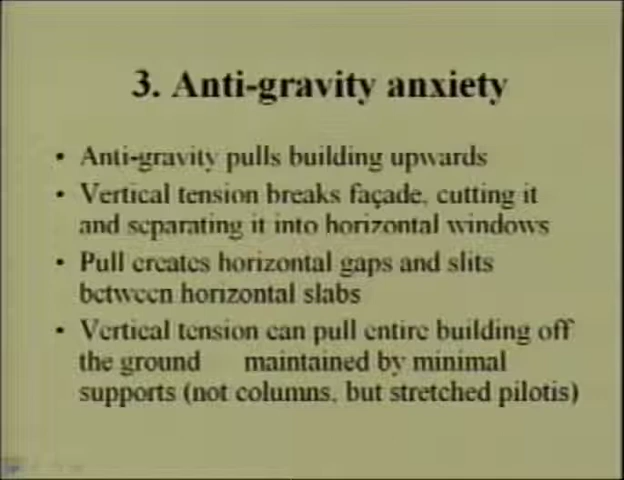 3. Anti-gravity anxiety
• Anti-gravity pulls building upwards
• Vertical tension breaks façade, cutting it
and separating it into horizontal windows
• Pull creates horizontal gaps and slits
between horizontal slabs
• Vertical tension can pull entire building off
the ground maintained by minimal
supports (not columns, but stretched pilotis)